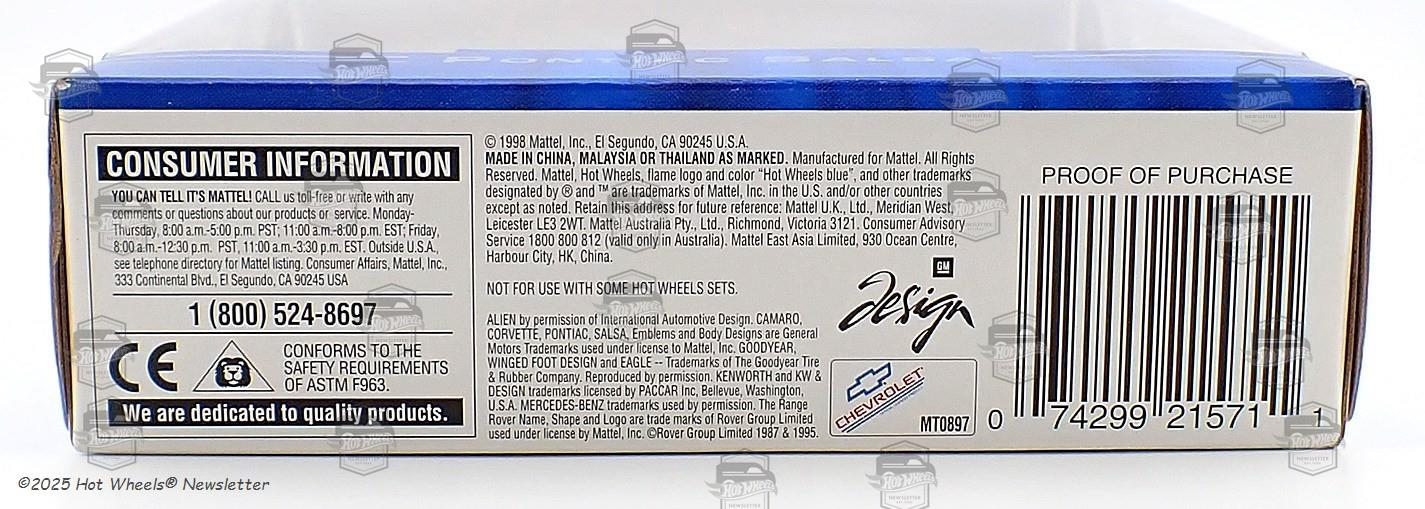 PONTIAC SALSA
CONSUMER INFORMATION
YOU CAN TELL IT'S MATTEL! CALL us toll-free or write with any
comments or questions about our products or service. Monday-
Thursday, 8:00 a.m.-5:00 p.m. PST; 11:00 a.m.-8:00 p.m. EST; Friday,
8:00 a.m.-12:30 p.m. PST, 11:00 a.m.-3:30 p.m. EST. Outside U.S.A.,
see telephone directory for Mattel listing. Consumer Affairs, Mattel, Inc.,
333 Continental Blvd., El Segundo, CA 90245 USA
1 (800) 524-8697
CE
CONFORMS TO THE
SAFETY REQUIREMENTS
OF ASTM F963.
We are dedicated to quality products.
© 1998 Mattel, Inc., El Segundo, CA 90245 U.S.A.
MADE IN CHINA, MALAYSIA OR THAILAND AS MARKED. Manufactured for Mattel. All Rights
Reserved. Mattel, Hot Wheels, flame logo and color "Hot Wheels blue", and other trademarks
designated by ® and ™ are trademarks of Mattel, Inc. in the U.S. and/or other countries
except as noted. Retain this address for future reference: Mattel U.K., Ltd., Meridian West,
Leicester LE3 2WT. Mattel Australia Pty., Ltd., Richmond, Victoria 3121. Consumer Advisory
Service 1800 800 812 (valid only in Australia). Mattel East Asia Limited, 930 Ocean Centre,
Harbour City, HK, China.
NOT FOR USE WITH SOME HOT WHEELS SETS.
ALIEN by permission of International Automotive Design. CAMARO,
CORVETTE, PONTIAC, SALSA, Emblems and Body Designs are General
Motors Trademarks used under license to Mattel, Inc. GOODYEAR,
WINGED FOOT DESIGN and EAGLE -- Trademarks of The Goodyear Tire
& Rubber Company. Reproduced by permission. KENWORTH and KW &
DESIGN trademarks licensed by PACCAR Inc, Bellevue, Washington,
U.S.A. MERCEDES-BENZ trademarks used by permission. The Range
Rover Name, Shape and Logo are trade marks of Rover Group Limited
used under license by Mattel, Inc. ©Rover Group Limited 1987 & 1995.
GM
Design
CHEVROLET
MT0897
PROOF OF PURCHASE
0 74299 21571 1
©2025 Hot Wheels® Newsletter